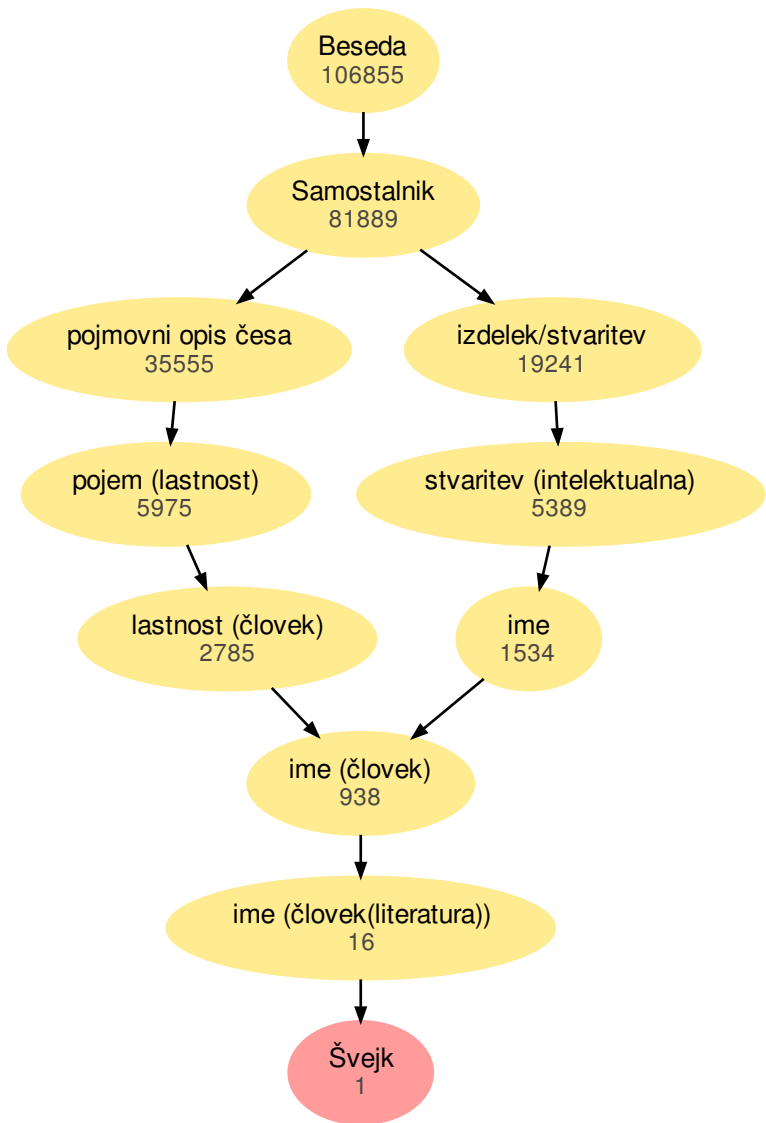 Beseda
106855
Samostalnik
81889
pojmovni opis česa
35555
izdelek/stvaritev
19241
pojem (lastnost)
5975
stvaritev (intelektualna)
5389
lastnost (človek)
2785
ime
1534
ime (človek)
938
ime (človek(literatura))
16
Švejk
1